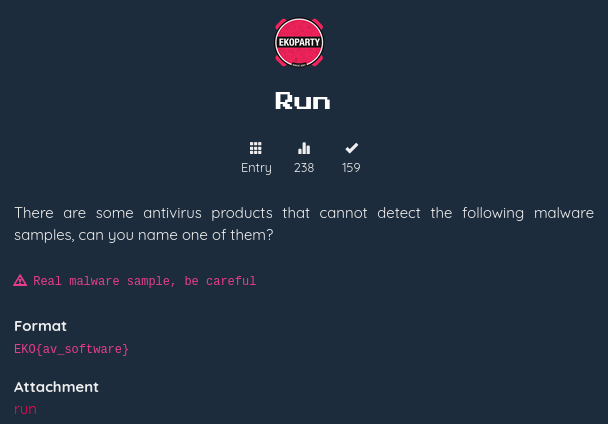 EKOPARTY
Run
Entry 238 159
There are some antivirus products that cannot detect the following malware
samples, can you name one of them?
Real malware sample, be careful
Format
EKO{av_software}
Attachment
run